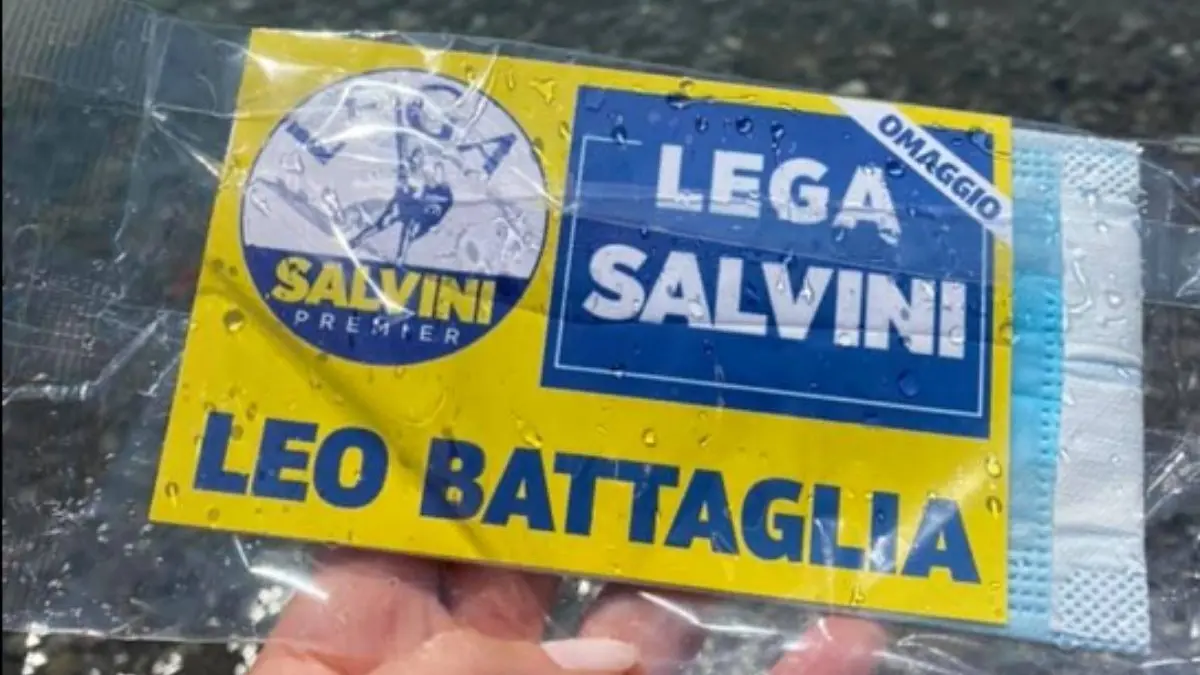 LEGA
SALVINI
PREMIER
LEGA
SALVINI
OMAGGIO
LEO BATTAGLIA